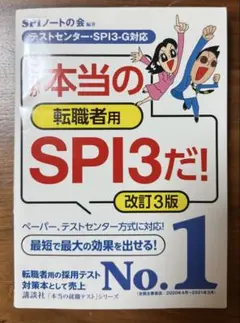 SPIノートの会 編著
テストセンター・SPI3-G対応
本当の
転職者用
SPI3だ!
改訂3版
ペーパー、テストセンター方式に対応!
最短で最大の効果を出せる!
転職者用の採用テスト
対策本として売上
No.1
講談社「本当の就職テスト」シリーズ